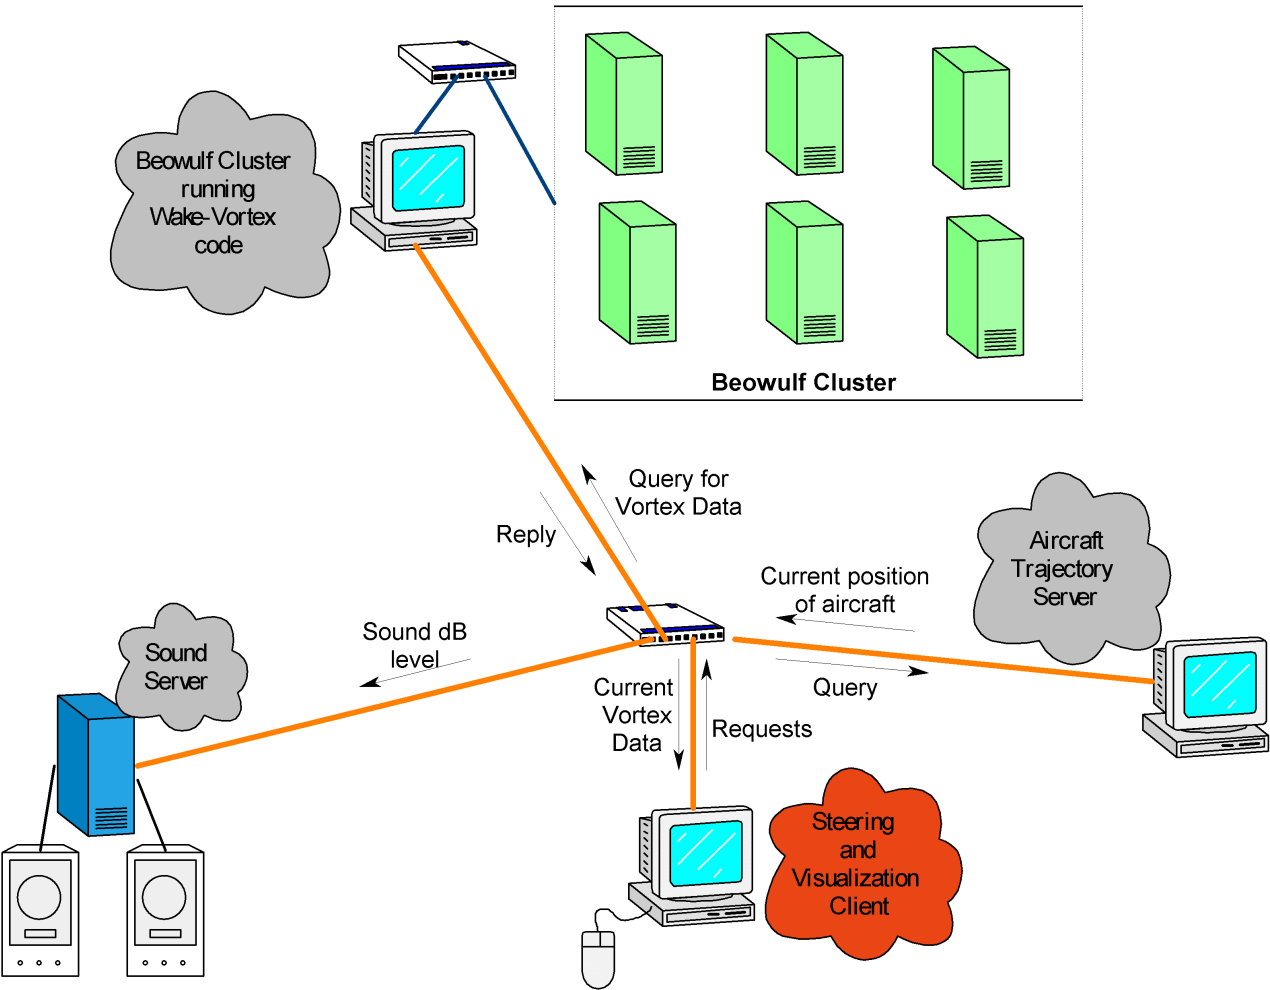 Beowulf Cluster
running
Wake-Vortex
code
Beowulf Cluster
Query for
Vortex Data
Reply
Aircraft
Trajectory
Server
Current position
of aircraft
Query
Sound dB
level
Sound
Server
Current
Vortex
Data
Requests
Steering
and
Visualization
Client